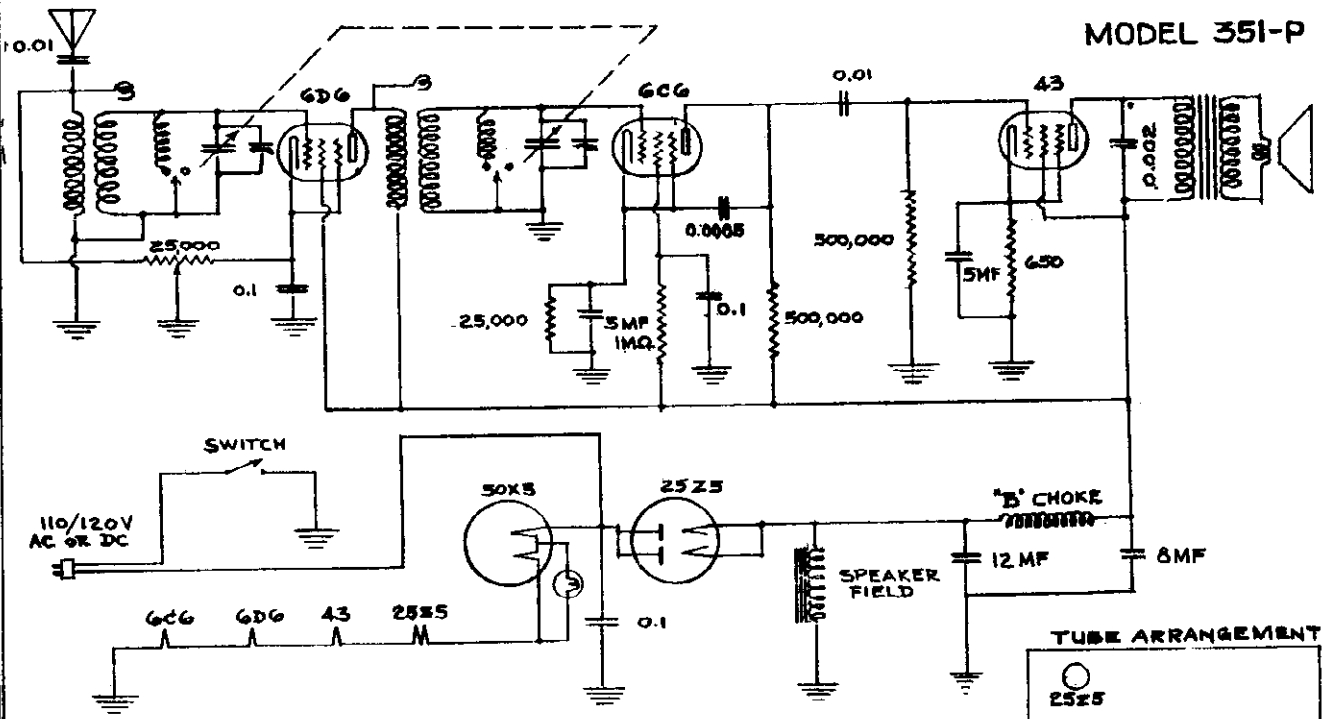 MODEL 351-P
0.01
6D6
6C6
0.01
43
0.002
25,000
0.1
0.0005
500,000
5MF
650
25,000
5MF
1MΩ
0.1
500,000
SWITCH
110/120V
AC OR DC
50X5
25Z5
"B" CHOKE
12 MF
8MF
SPEAKER
FIELD
6C6
6D6
43
25Z5
0.1
TUBE ARRANGEMENT
25Z5